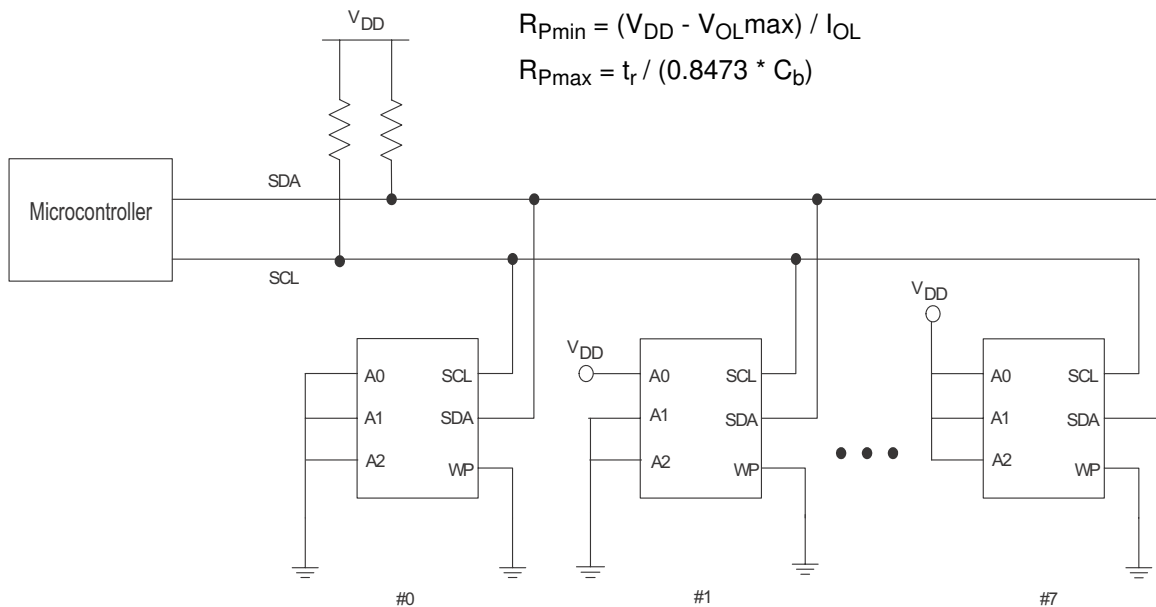 VDD
RPmin = (VDD - VOLmax) / IOL
RPmax = tr / (0.8473 * Cb)
SDA
Microcontroller
SCL
VDD
VDD
A0 SCL
A1 SDA
A2 WP
A0 SCL
A1 SDA
A2 WP
A0 SCL
A1 SDA
A2 WP
#0 #1 #7